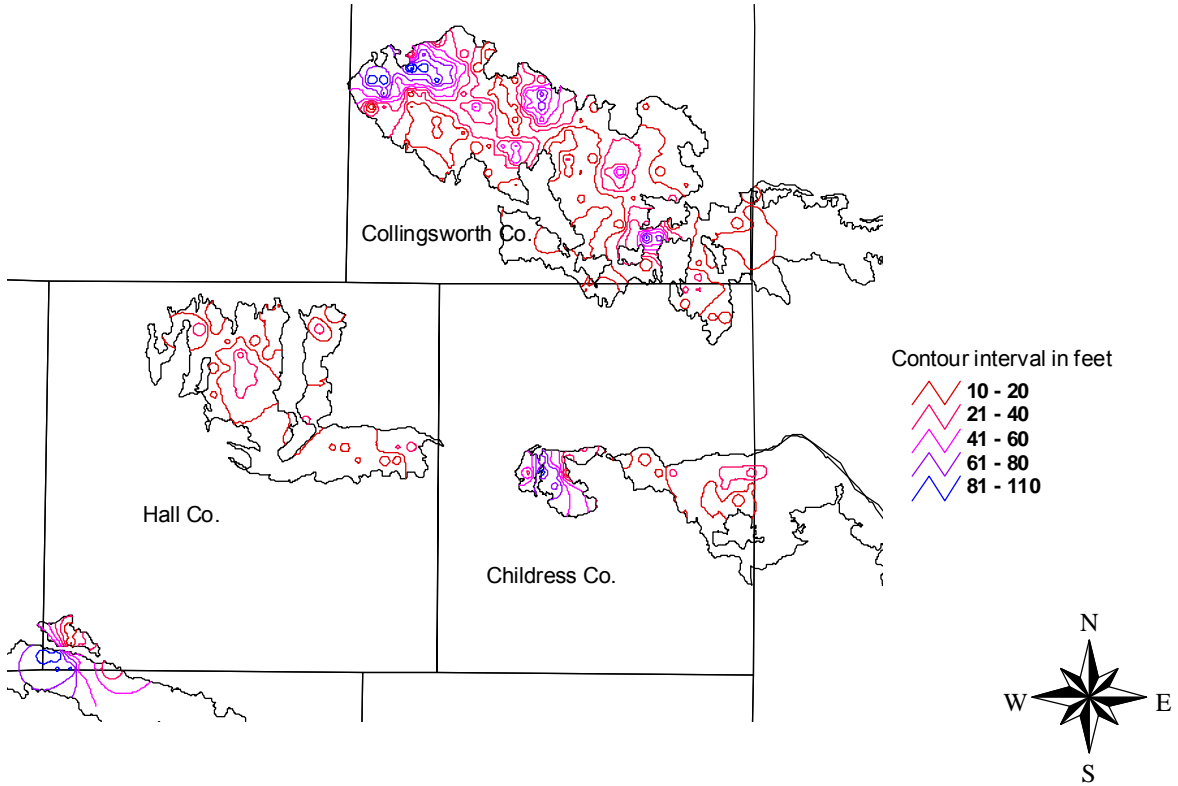 Collingsworth Co.
Contour interval in feet
10 - 20
21 - 40
41 - 60
61 - 80
81 - 110
Hall Co.
Childress Co.
N
W E
S